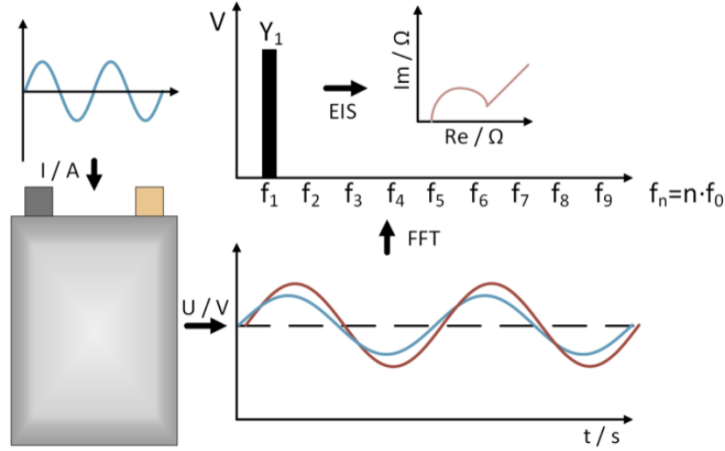 V
Y₁
EIS
Im / Ω
Re / Ω
I / A
f₁ f₂ f₃ f₄ f₅ f₆ f₇ f₈ f₉ fₙ=n·f₀
FFT
U / V
t / s